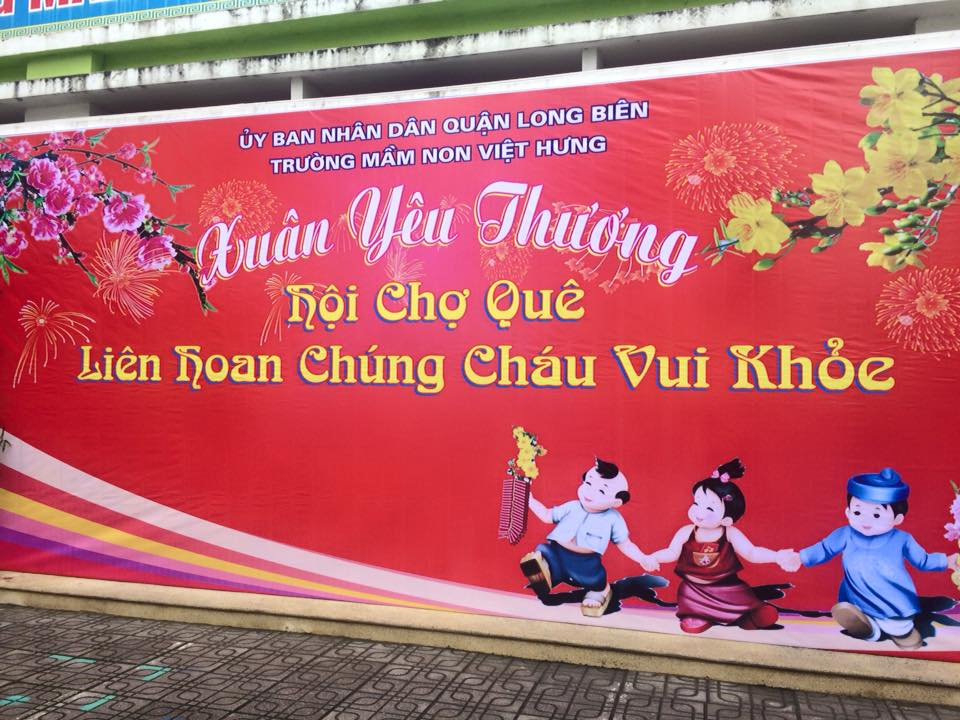 ỦY BAN NHÂN DÂN QUẬN LONG BIÊN
TRƯỜNG MẦM NON VIỆT HƯNG
Xuân Yêu Thương
Hội Chợ Quê
Liên Hoan Chúng Cháu Vui Khỏe